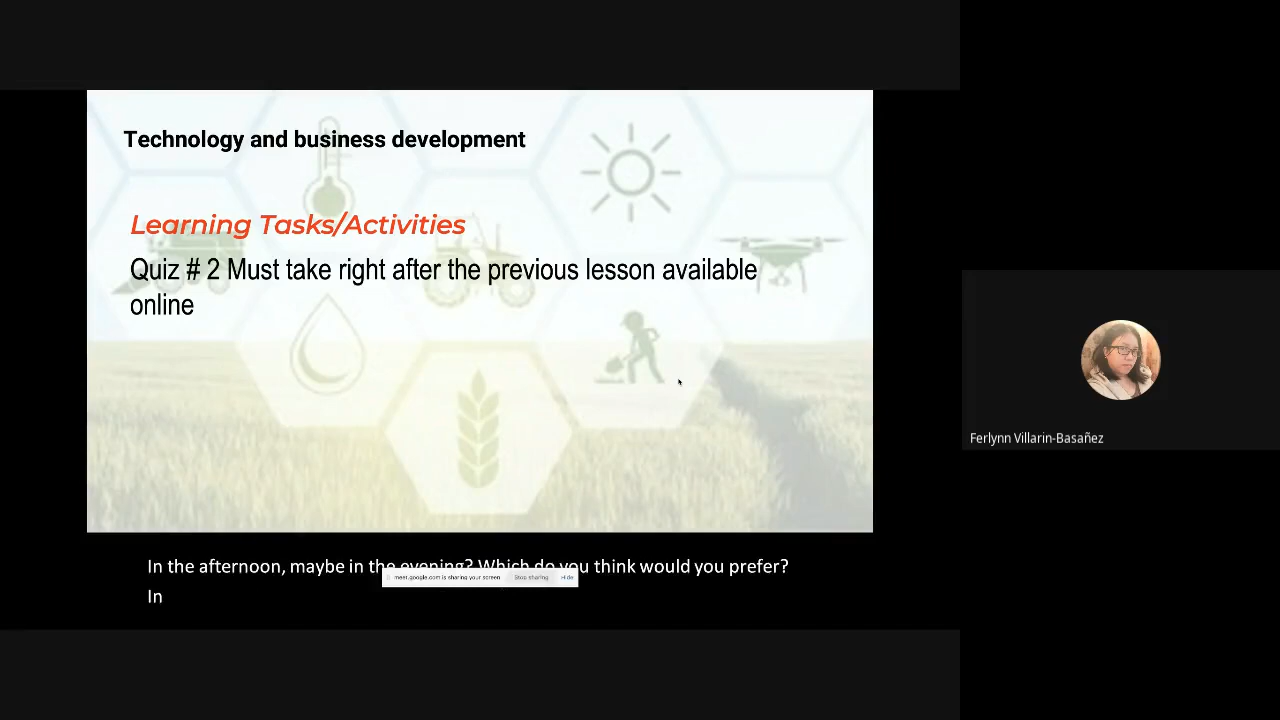 Technology and business development
Learning Tasks/Activities
Quiz # 2 Must take right after the previous lesson available
online
Ferlynn Villarin-Basañez
In the afternoon, maybe in the evening? Which do you think would you prefer?
meet.google.com is sharing your screen Stop sharing Hide
In